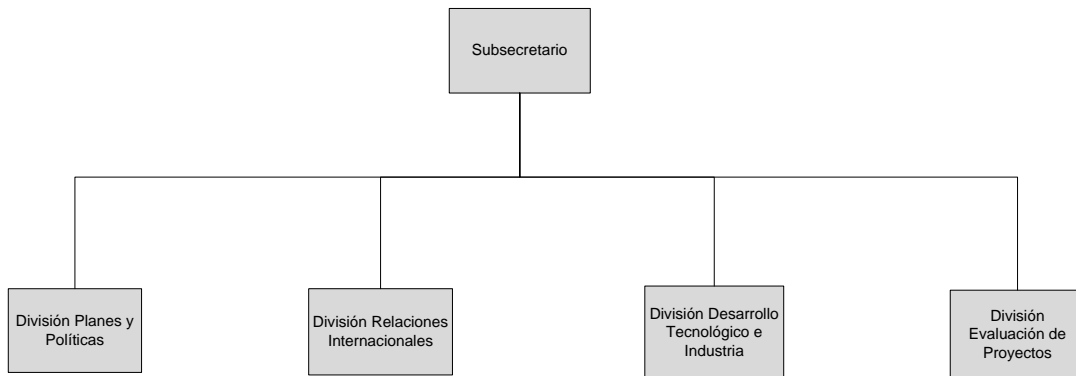 Subsecretario
División Planes y
Políticas
División Relaciones
Internacionales
División Desarrollo
Tecnológico e
Industria
División
Evaluación de
Proyectos